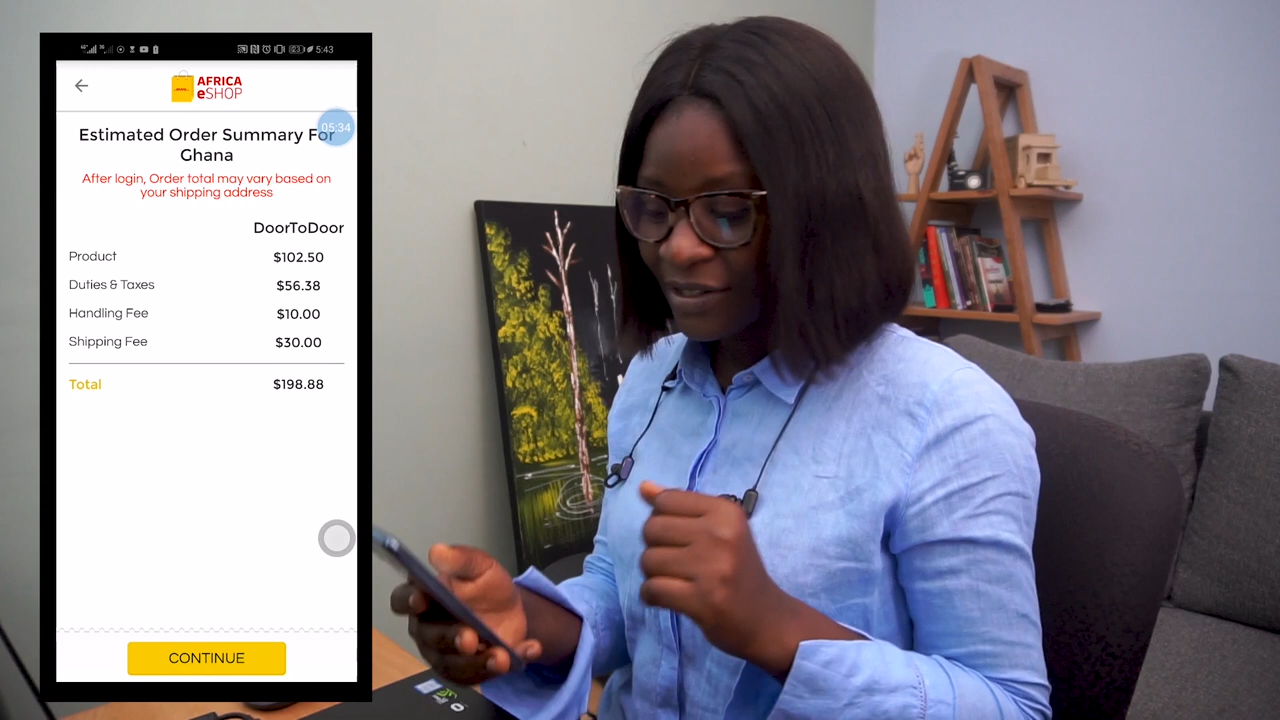 5:43
AFRICA
eSHOP
05:34
Estimated Order Summary For
Ghana
After login, Order total may vary based on
your shipping address
DoorToDoor
Product $102.50
Duties & Taxes $56.38
Handling Fee $10.00
Shipping Fee $30.00
Total $198.88
CONTINUE